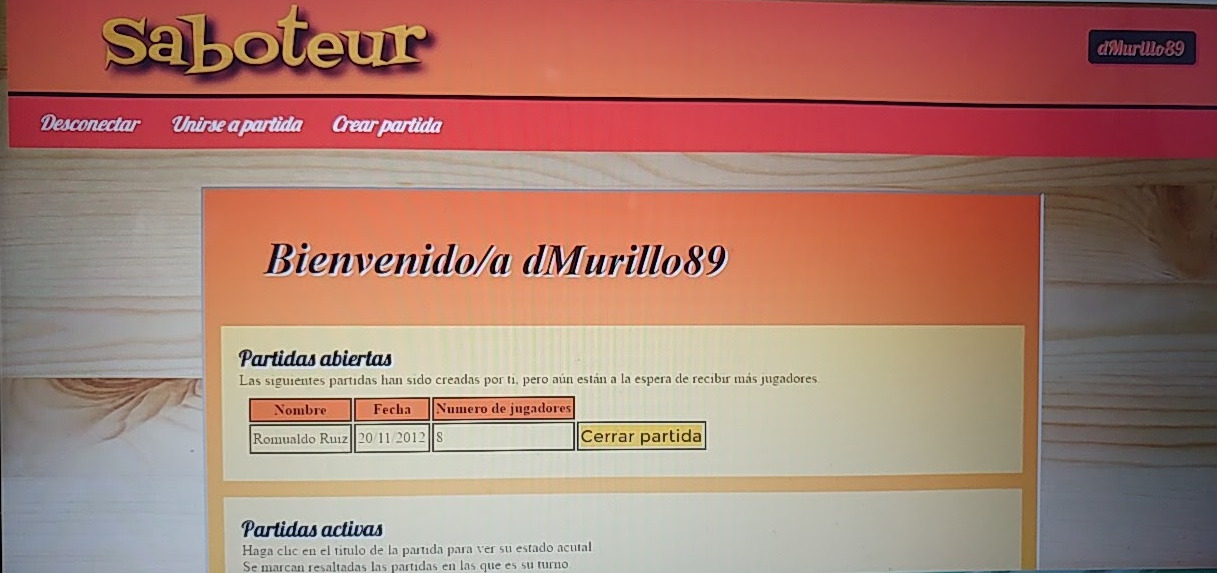 Saboteur
dMurillo89
Desconectar Unirse a partida Crear partida
Bienvenido/a dMurillo89
Partidas abiertas
Las siguientes partidas han sido creadas por ti, pero aún están a la espera de recibir más jugadores.
Nombre Fecha Numero de jugadores
Romualdo Ruiz 20/11/2012 8 Cerrar partida
Partidas activas
Haga clic en el titulo de la partida para ver su estado acutal
Se marcan resaltadas las partidas en las que es su turno